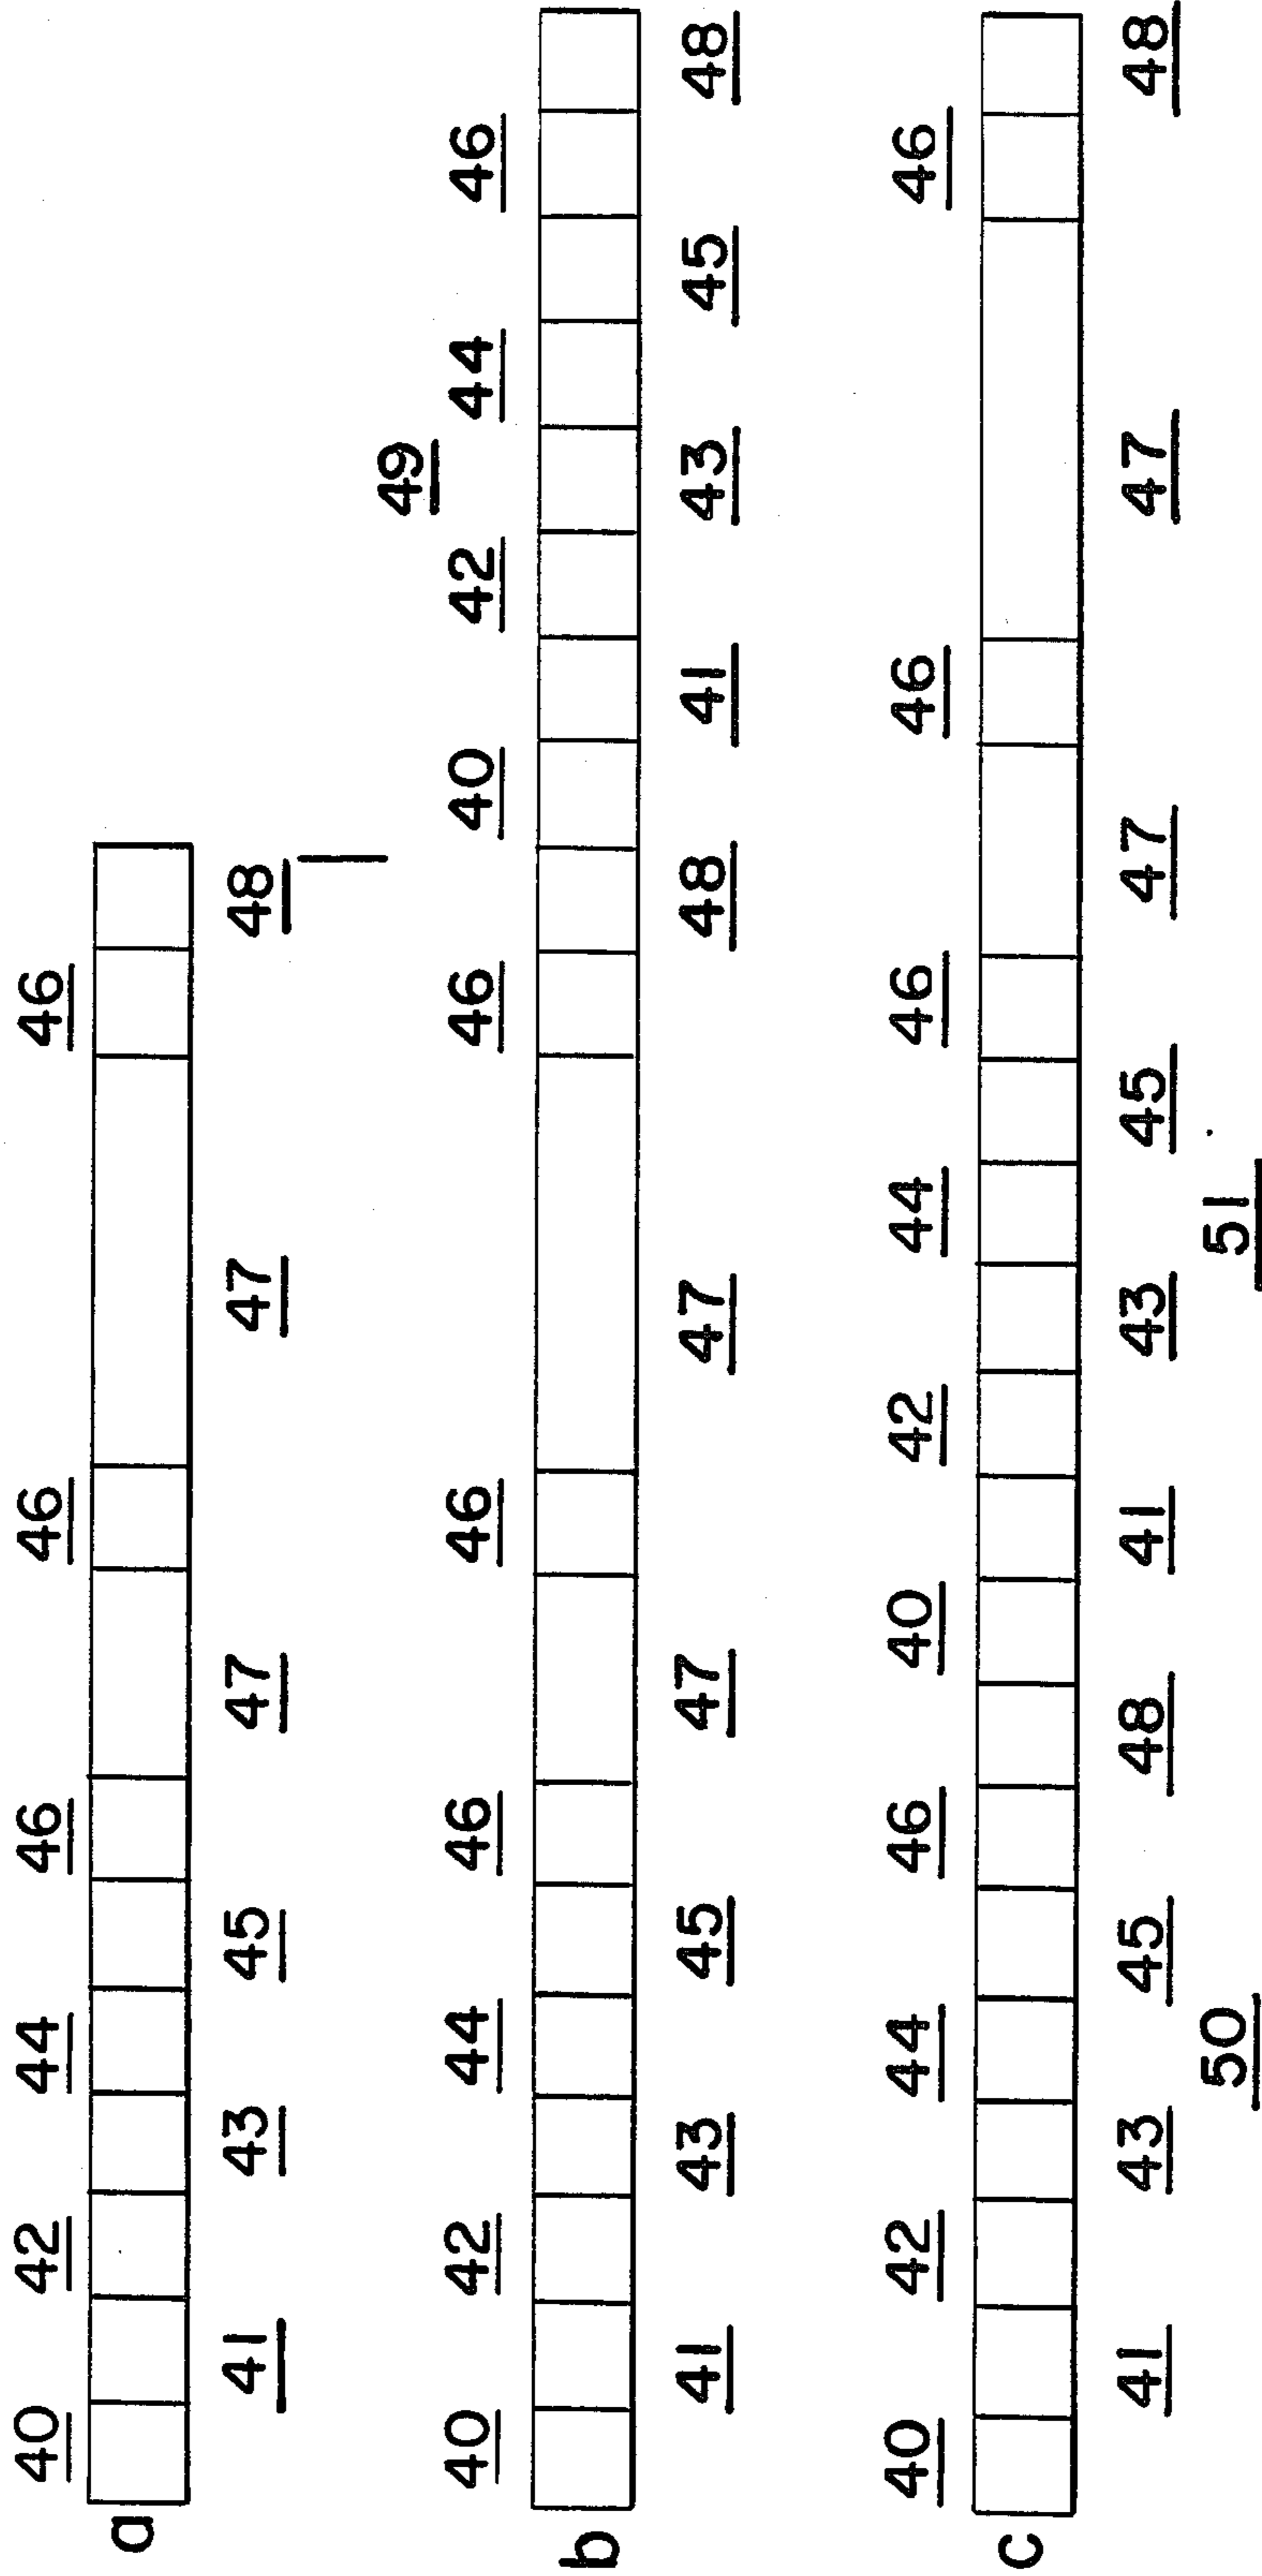 40 42 44 46 46 46
a
41 43 45 47 47 48
49
40 42 44 46 46 46 40 42 44 46
b
41 43 45 47 47 48 41 43 45 48
40 42 44 46 40 42 44 46 46 46
c
41 43 45 48 41 43 45 47 47 48
50 51